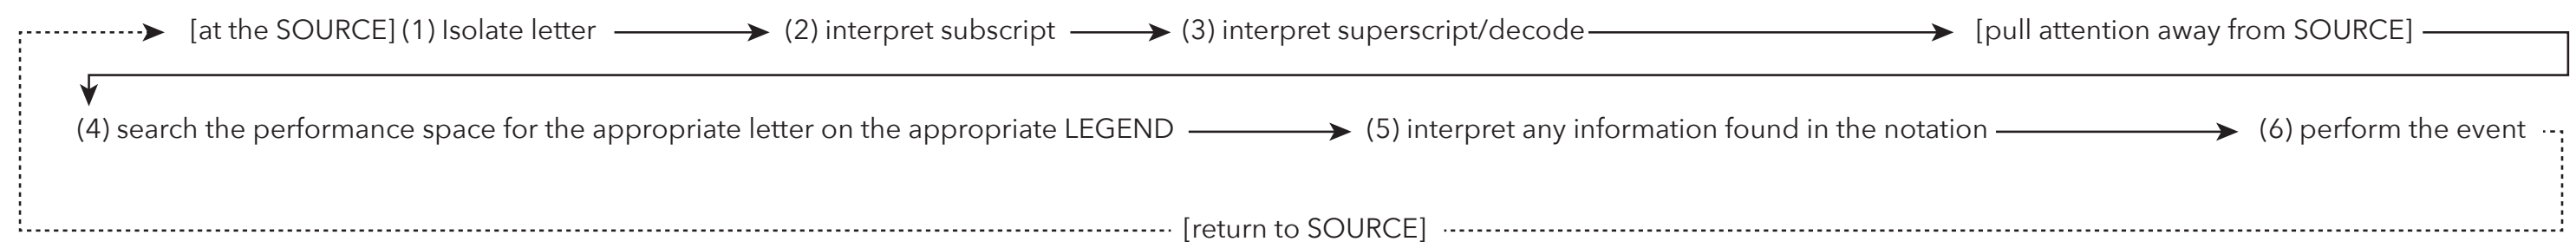 [at the SOURCE] (1) Isolate letter (2) interpret subscript (3) interpret superscript/decode [pull attention away from SOURCE]
(4) search the performance space for the appropriate letter on the appropriate LEGEND (5) interpret any information found in the notation (6) perform the event
[return to SOURCE]